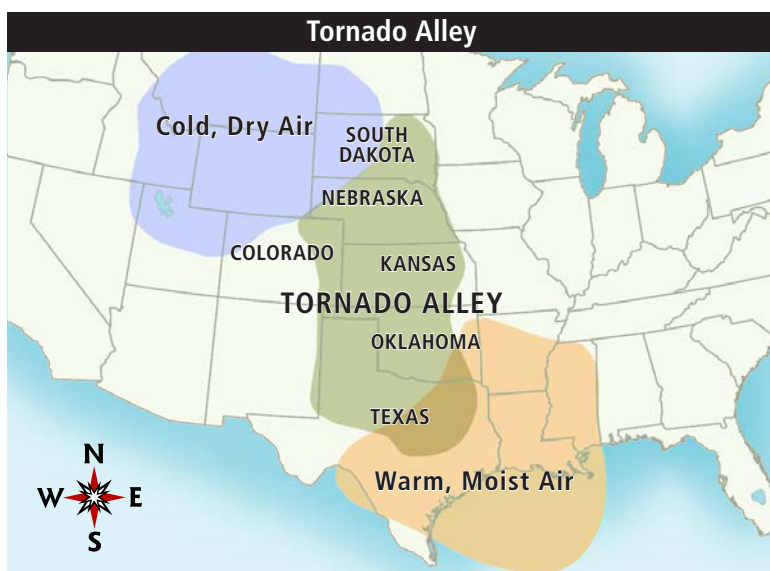 Tornado Alley
Cold, Dry Air
SOUTH
DAKOTA
NEBRASKA
COLORADO
KANSAS
TORNADO ALLEY
OKLAHOMA
TEXAS
Warm, Moist Air
N
W E
S